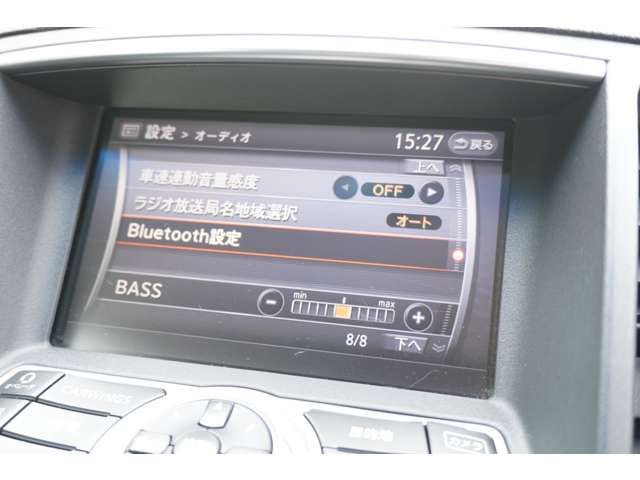 設定 > オーディオ 15:27 戻る
上へ
車速連動音量感度 OFF
ラジオ放送局名地域選択 オート
Bluetooth設定
BASS min max
8/8 下へ
CARWINGS
目的地
カメラ